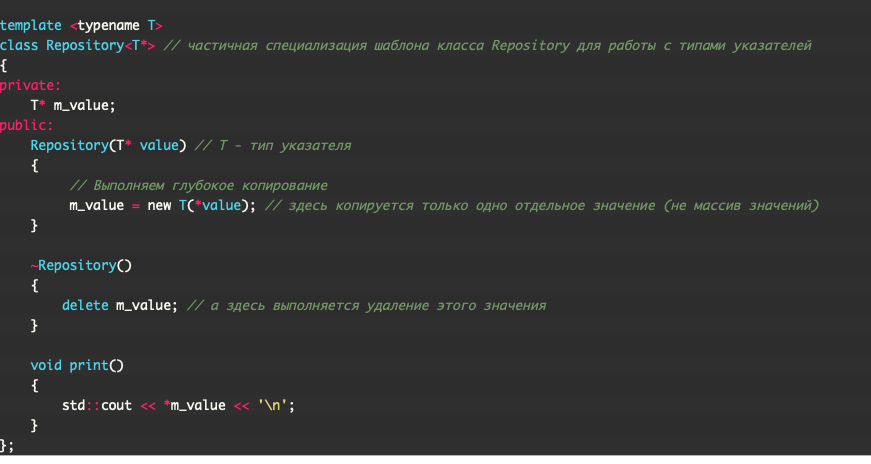 template <typename T>
class Repository<T*> // частичная специализация шаблона класса Repository для работы с типами указателей
{
private:
    T* m_value;
public:
    Repository(T* value) // T - тип указателя
    {
         // Выполняем глубокое копирование
         m_value = new T(*value); // здесь копируется только одно отдельное значение (не массив значений)
    }

    ~Repository()
    {
        delete m_value; // а здесь выполняется удаление этого значения
    }

    void print()
    {
        std::cout << *m_value << '\n';
    }
};